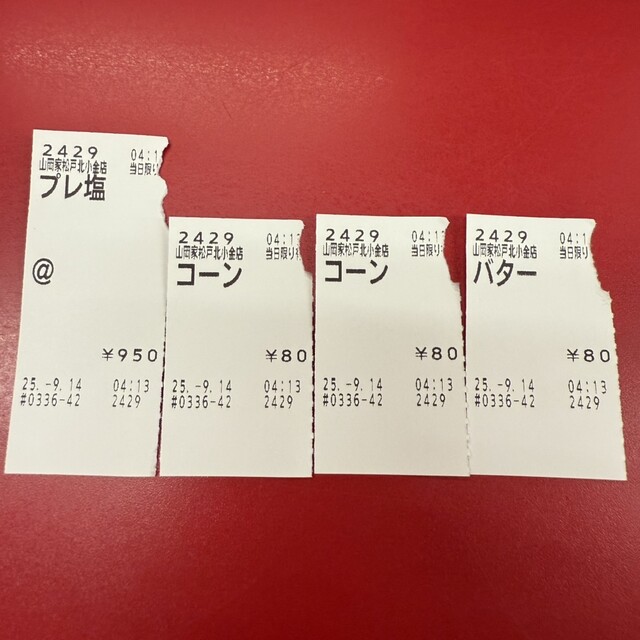 2429 04:1
山岡家松戸北小金店 当日限り
プレ塩
@
¥950
25.-9.14 04:13
#0336-42 2429
2429 04:13
山岡家松戸北小金店 当日限り
コーン
¥80
25.-9.14 04:13
#0336-42 2429
2429 04:1
山岡家松戸北小金店 当日限り
コーン
¥80
25.-9.14 04:13
#0336-42 2429
2429 04:1
山岡家松戸北小金店 当日限り
バター
¥80
25.-9.14 04:13
#0336-42 2429